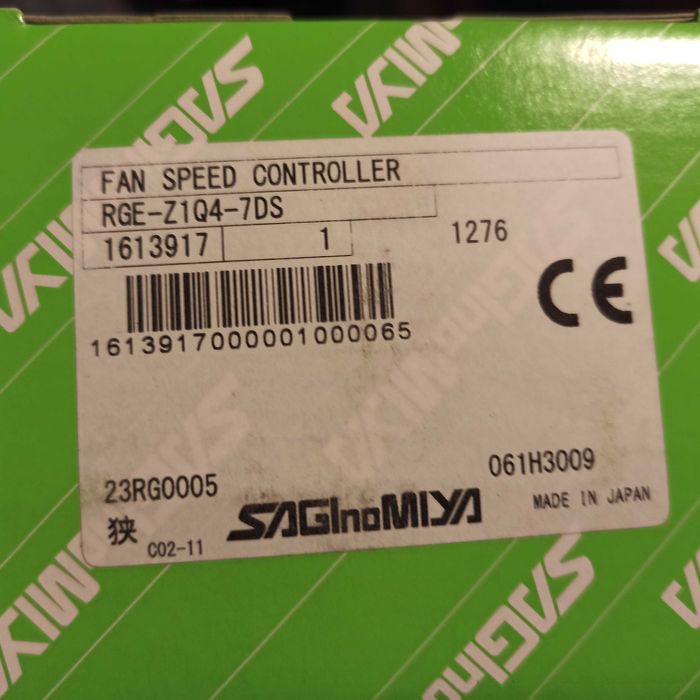 FAN SPEED CONTROLLER
RGE-Z1Q4-7DS
1613917 1 1276
CE
1613917000001000065
23RG0005 061H3009
狭 C02-11 SAGInoMIYA MADE IN JAPAN